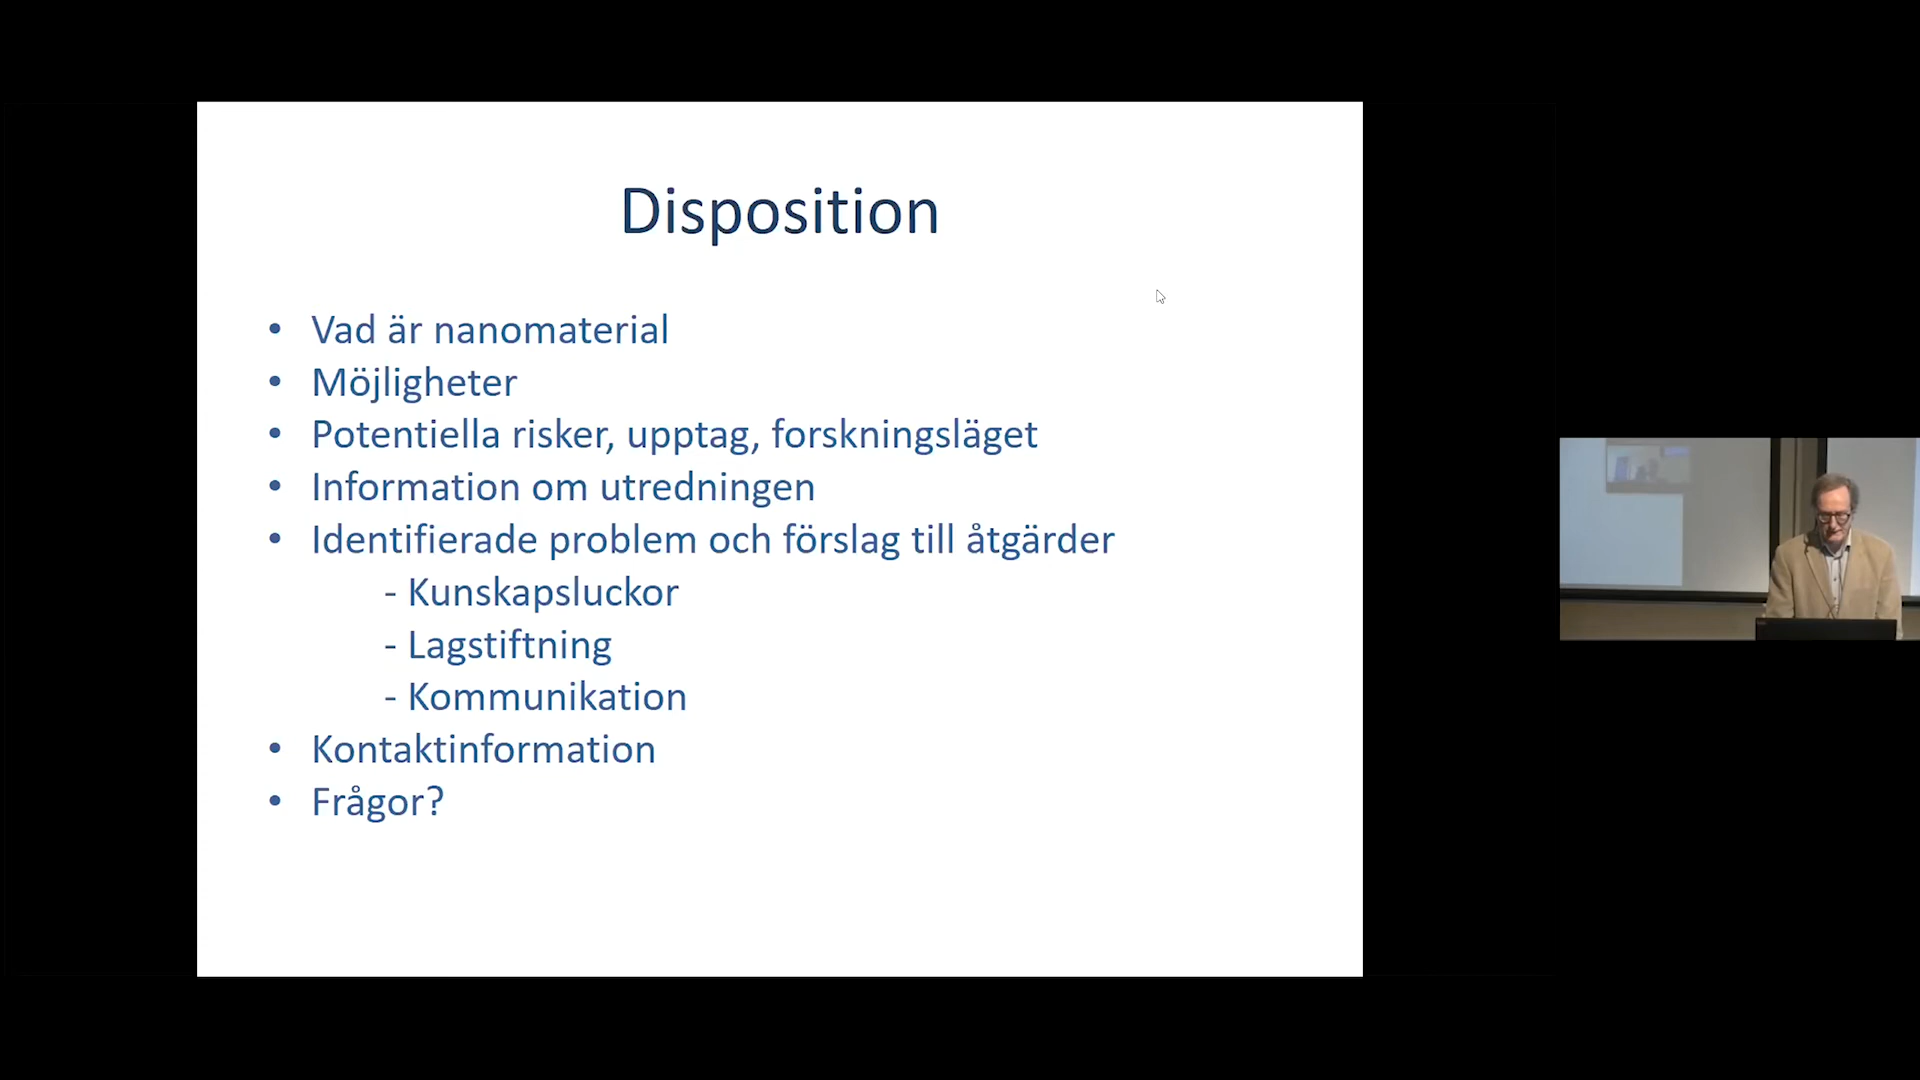 Disposition
• Vad är nanomaterial
• Möjligheter
• Potentiella risker, upptag, forskningsläget
• Information om utredningen
• Identifierade problem och förslag till åtgärder
- Kunskapsluckor
- Lagstiftning
- Kommunikation
• Kontaktinformation
• Frågor?